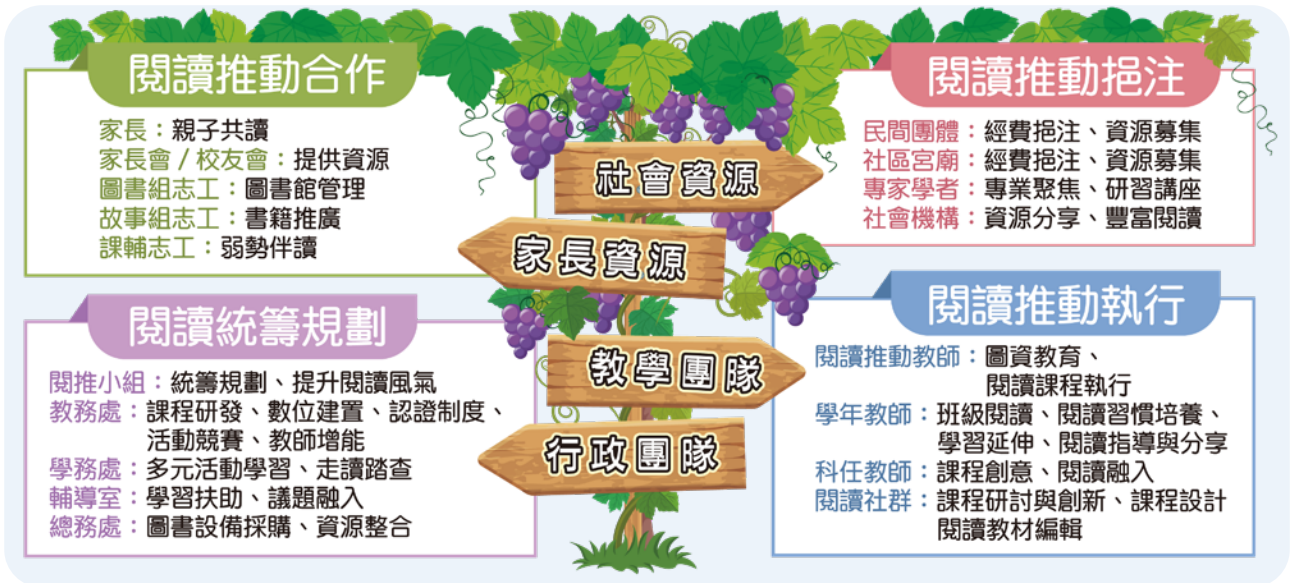 閱讀推動合作
家長：親子共讀
家長會/校友會：提供資源
圖書組志工：圖書館管理
故事組志工：書籍推廣
課輔志工：弱勢伴讀
閱讀推動挹注
民間團體：經費挹注、資源募集
社區宮廟：經費挹注、資源募集
專家學者：專業聚焦、研習講座
社會機構：資源分享、豐富閱讀
社會資源
家長資源
教學團隊
行政團隊
閱讀統籌規劃
閱推小組：統籌規劃、提升閱讀風氣
教務處：課程研發、數位建置、認證制度、
活動競賽、教師增能
學務處：多元活動學習、走讀踏查
輔導室：學習扶助、議題融入
總務處：圖書設備採購、資源整合
閱讀推動執行
閱讀推動教師：圖資教育、
閱讀課程執行
學年教師：班級閱讀、閱讀習慣培養、
學習延伸、閱讀指導與分享
科任教師：課程創意、閱讀融入
閱讀社群：課程研討與創新、課程設計
閱讀教材編輯